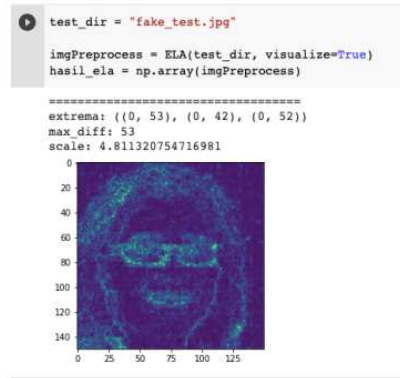 test_dir = "fake_test.jpg"
imgPreprocess = ELA(test_dir, visualize=True)
hasil_ela = np.array(imgPreprocess)
===================================
extrema: ((0, 53), (0, 42), (0, 52))
max_diff: 53
scale: 4.811320754716981
0
20
40
60
80
100
120
140
0 25 50 75 100 125